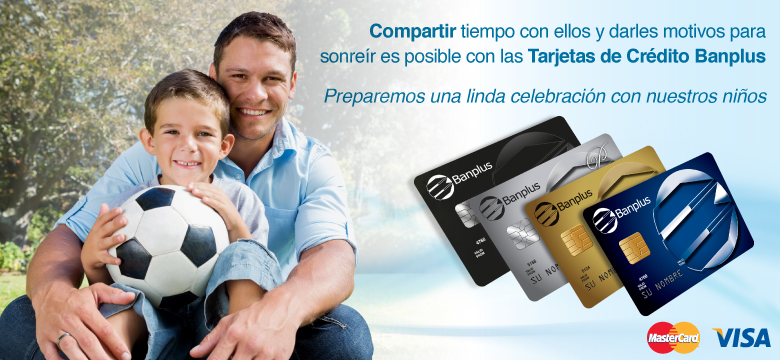 Compartir tiempo con ellos y darles motivos para
sonreír es posible con las Tarjetas de Crédito Banplus
Preparemos una linda celebración con nuestros niños
Banplus
Banplus
Banplus
Banplus
SU NOMBRE
SU NOMBRE
MasterCard
VISA